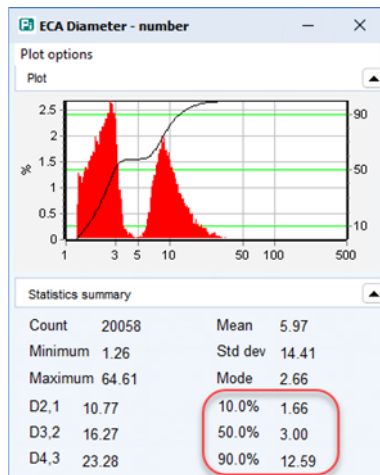 ECA Diameter - number
Plot options
Plot
2.5
2
1.5
1
0.5
0
%
90
50
10
1 3 5 10 50 100 500
Statistics summary
Count 20058 Mean 5.97
Minimum 1.26 Std dev 14.41
Maximum 64.61 Mode 2.66
D2,1 10.77 10.0% 1.66
D3,2 16.27 50.0% 3.00
D4,3 23.28 90.0% 12.59